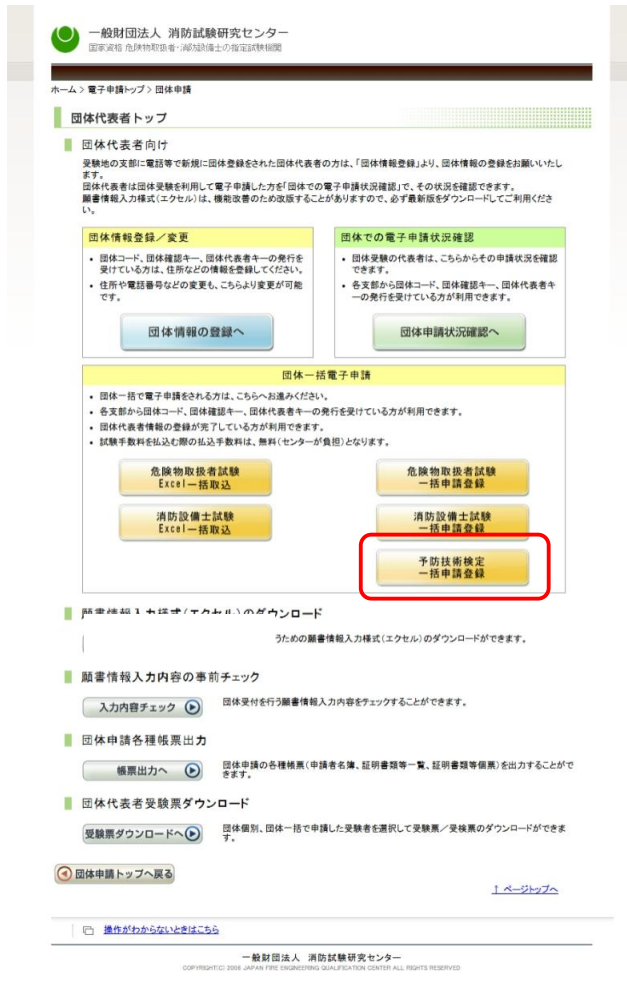 一般財団法人 消防試験研究センター
国家資格 危険物取扱者・消防設備士の指定試験機関
ホーム > 電子申請トップ > 団体申請
団体代表者トップ
団体代表者向け
受験地の支部に電話等で新規に団体登録をされた団体代表者の方は、「団体情報登録」より、団体情報の登録をお願いいたし
ます。
団体代表者は団体受験を利用して電子申請した方を「団体での電子申請状況確認」で、その状況を確認できます。
願書情報入力様式(エクセル)は、機能改善のため改版することがありますので、必ず最新版をダウンロードしてご利用くださ
い。
団体情報登録／変更
・ 団体コード、団体確認キー、団体代表者キーの発行を
受けている方は、住所などの情報を登録してください。
・ 住所や電話番号などの変更も、こちらより変更が可能
です。
団体情報の登録へ
団体での電子申請状況確認
・ 団体受験の代表者は、こちらからその申請状況を確認
できます。
・ 各支部から団体コード、団体確認キー、団体代表者キ
ーの発行を受けている方が利用できます。
団体申請状況確認へ
団体一括電子申請
・ 団体一括で電子申請をされる方は、こちらへお進みください。
・ 各支部から団体コード、団体確認キー、団体代表者キーの発行を受けている方が利用できます。
・ 団体代表者情報の登録が完了している方が利用できます。
・ 試験手数料を払込む際の払込手数料は、無料(センターが負担)となります。
危険物取扱者試験
Excel一括取込
危険物取扱者試験
一括申請登録
消防設備士試験
Excel一括取込
消防設備士試験
一括申請登録
予防技術検定
一括申請登録
願書情報入力様式(エクセル)のダウンロード
うための願書情報入力様式(エクセル)のダウンロードができます。
願書情報入力内容の事前チェック
入力内容チェック
団体受付を行う願書情報入力内容をチェックすることができます。
団体申請各種帳票出力
帳票出力へ
団体申請の各種帳票(申請者名簿、証明書類等一覧、証明書類等個票)を出力することがで
きます。
団体代表者受験票ダウンロード
受験票ダウンロードへ
団体個別、団体一括で申請した受験者を選択して受験票／受検票のダウンロードができま
す。
団体申請トップへ戻る
↑ ページトップへ
操作がわからないときはこちら
一般財団法人 消防試験研究センター
COPYRIGHT(C) 2008 JAPAN FIRE ENGINEERING QUALIFICATION CENTER ALL RIGHTS RESERVED